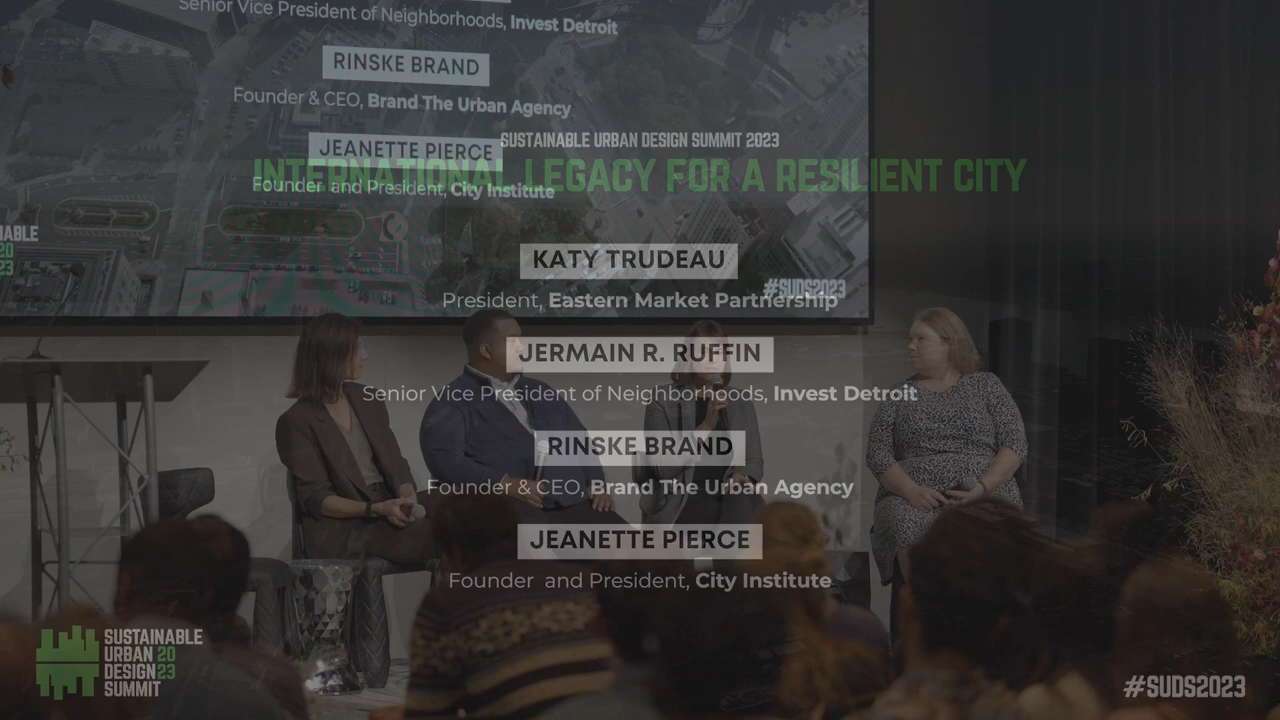 Senior Vice President of Neighborhoods, Invest Detroit
RINSKE BRAND
Founder & CEO, Brand The Urban Agency
JEANETTE PIERCE
Founder and President, City Institute
#SUDS2023
SUSTAINABLE URBAN DESIGN SUMMIT 2023
INTERNATIONAL LEGACY FOR A RESILIENT CITY
KATY TRUDEAU
President, Eastern Market Partnership
JERMAIN R. RUFFIN
Senior Vice President of Neighborhoods, Invest Detroit
RINSKE BRAND
Founder & CEO, Brand The Urban Agency
JEANETTE PIERCE
Founder and President, City Institute
SUSTAINABLE
URBAN 20
DESIGN 23
SUMMIT
#SUDS2023